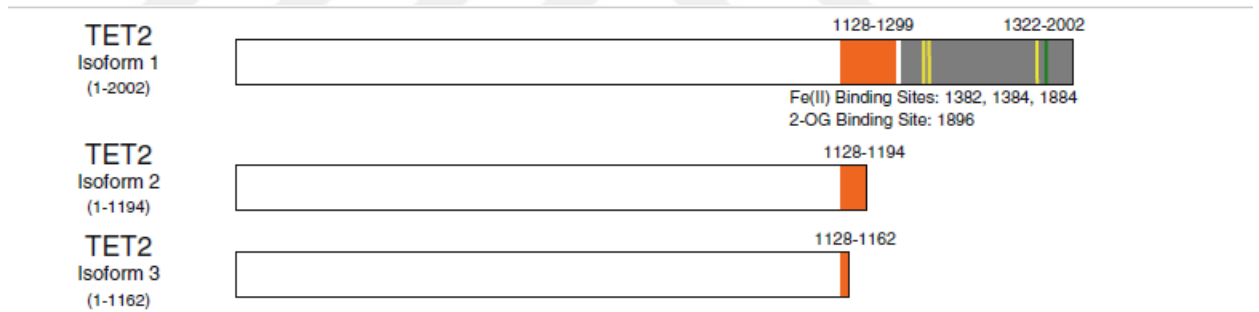 TET2
Isoform 1
(1-2002)
1128-1299
1322-2002
Fe(II) Binding Sites: 1382, 1384, 1884
2-OG Binding Site: 1896
TET2
Isoform 2
(1-1194)
1128-1194
TET2
Isoform 3
(1-1162)
1128-1162